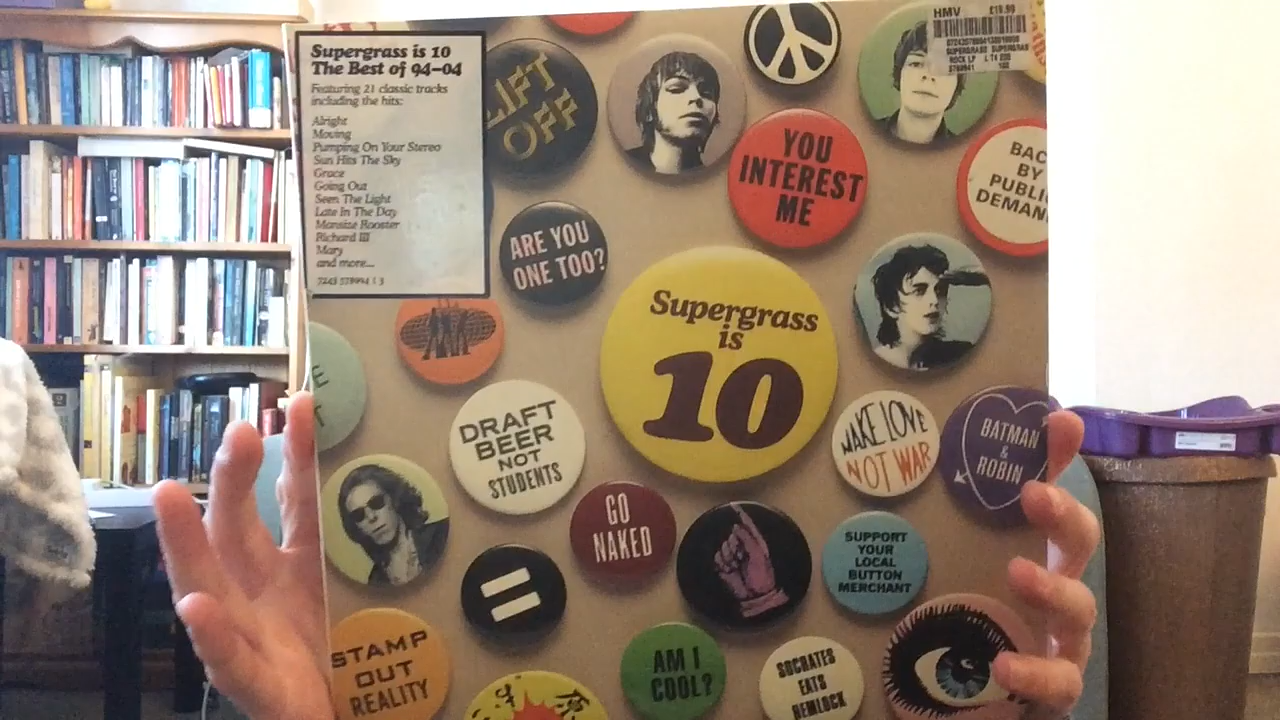 Supergrass is 10
The Best of 94–04
Featuring 21 classic tracks
including the hits:
Alright
Moving
Pumping On Your Stereo
Sun Hits The Sky
Grace
Going Out
Seen The Light
Late In The Day
Mansize Rooster
Richard III
Mary
and more...
LIFT
OFF
HMV
YOU
INTEREST
ME
BAC
BY
PUBLIC
DEMAN
ARE YOU
ONE TOO?
Supergrass
is
10
DRAFT
BEER
NOT
STUDENTS
MAKE LOVE
NOT WAR
BATMAN
&
ROBIN
GO
NAKED
SUPPORT
YOUR
LOCAL
BUTTON
MERCHANT
STAMP
OUT
REALITY
AM I
COOL?
SOCRATES
EATS
HEMLOCK